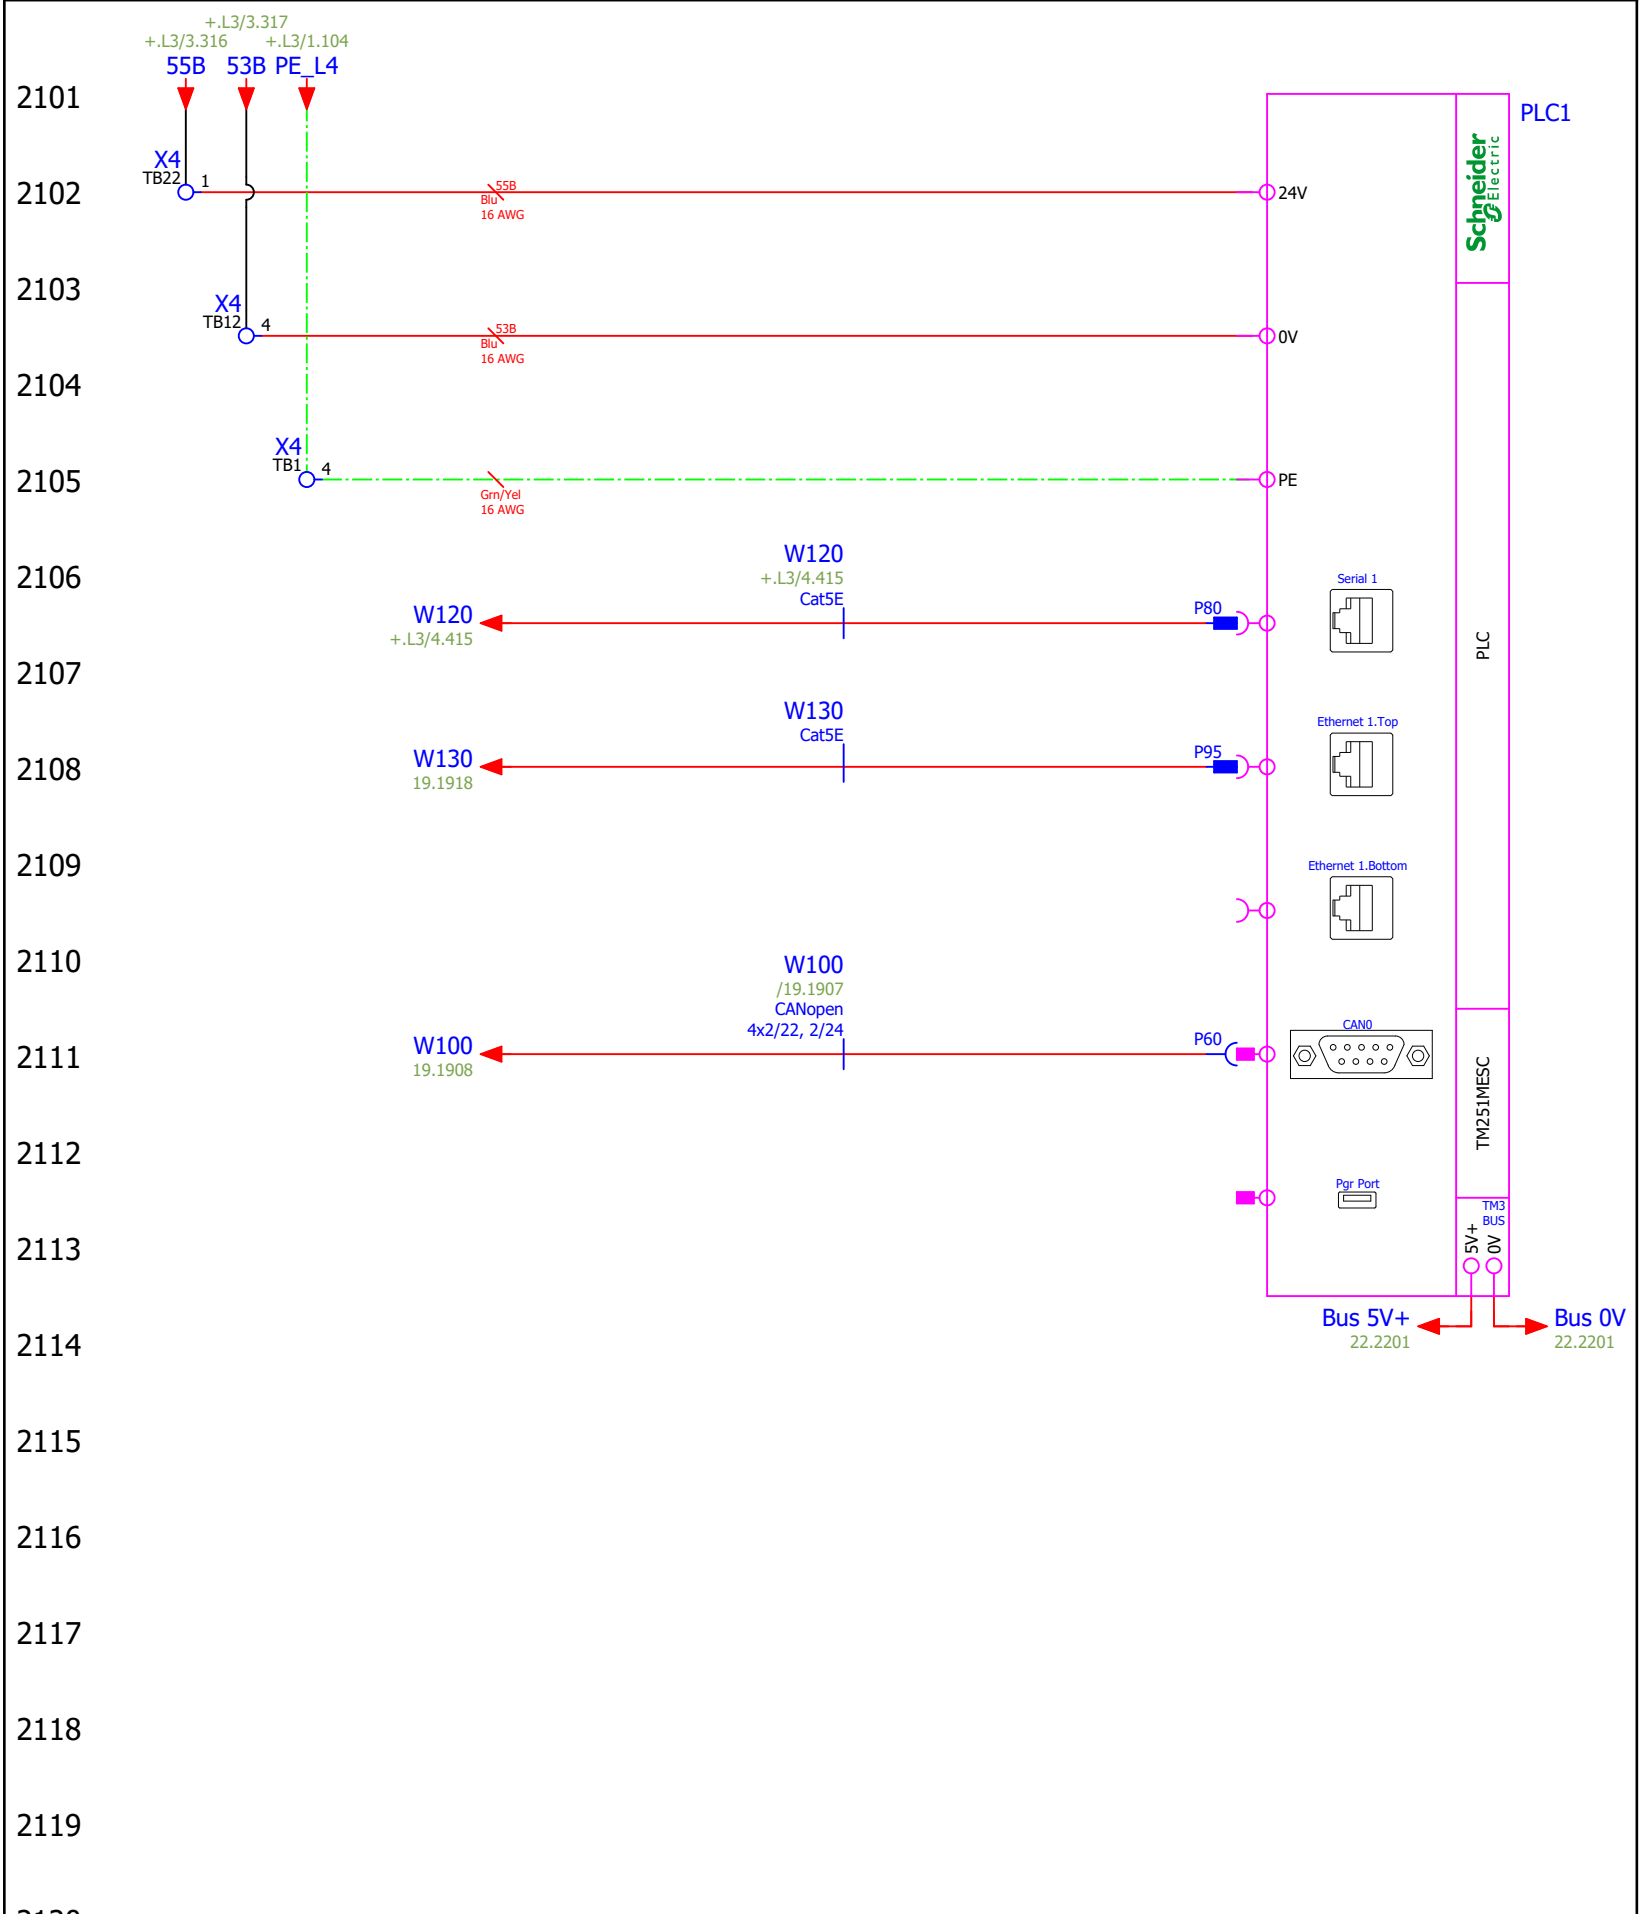 +.L3/3.317
+.L3/3.316
+.L3/1.104
55B
53B
PE_L4
2101
PLC1
Schneider
Electric
X4
TB22
1
2102
55B
Blu
16 AWG
24V
2103
X4
TB12
4
53B
Blu
16 AWG
0V
2104
X4
TB1
4
2105
Grn/Yel
16 AWG
PE
W120
+.L3/4.415
Cat5E
2106
Serial 1
W120
+.L3/4.415
P80
PLC
2107
W130
Cat5E
Ethernet 1.Top
W130
19.1918
P95
2108
2109
Ethernet 1.Bottom
2110
W100
/19.1907
CANopen
4x2/22, 2/24
CAN0
W100
19.1908
P60
2111
TM251MESC
2112
Pgr Port
TM3
BUS
5V+
0V
2113
Bus 5V+
22.2201
Bus 0V
22.2201
2114
2115
2116
2117
2118
2119